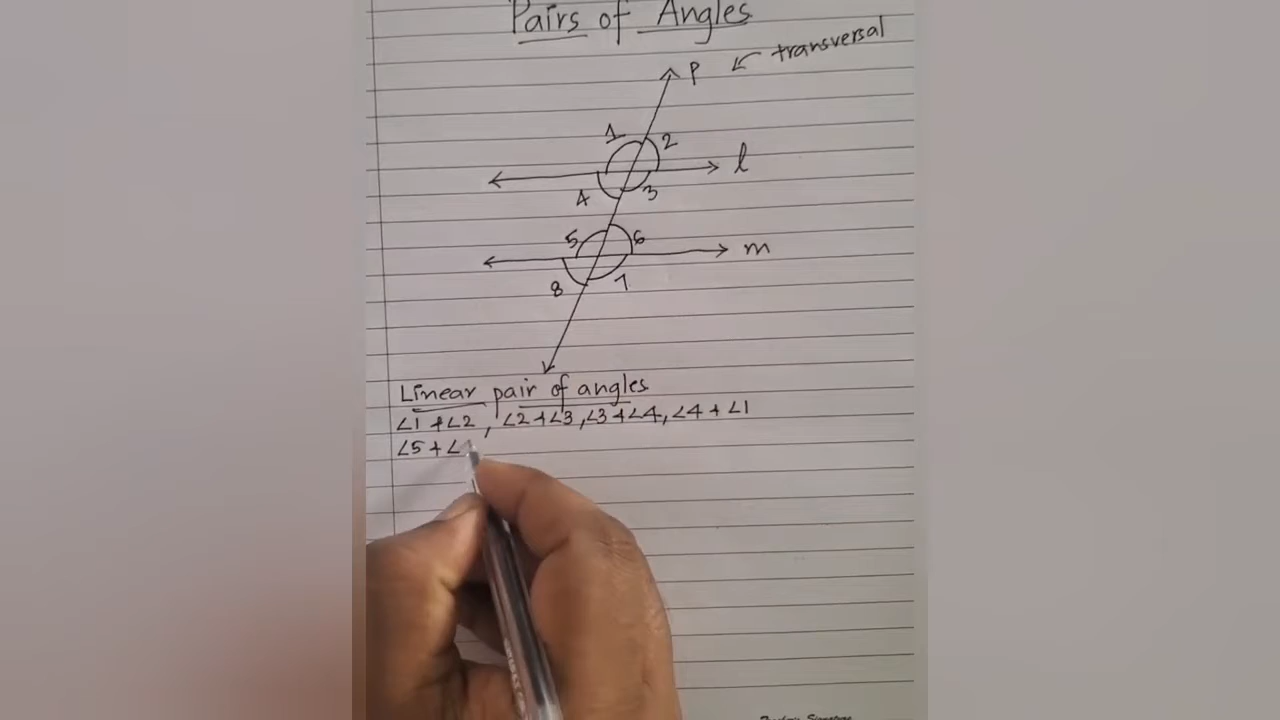 Pairs of Angles
transversal
p
1 2
l
4 3
5 6
m
8 7
Linear pair of angles
∠1+∠2, ∠2+∠3, ∠3+∠4, ∠4+∠1
∠5+∠